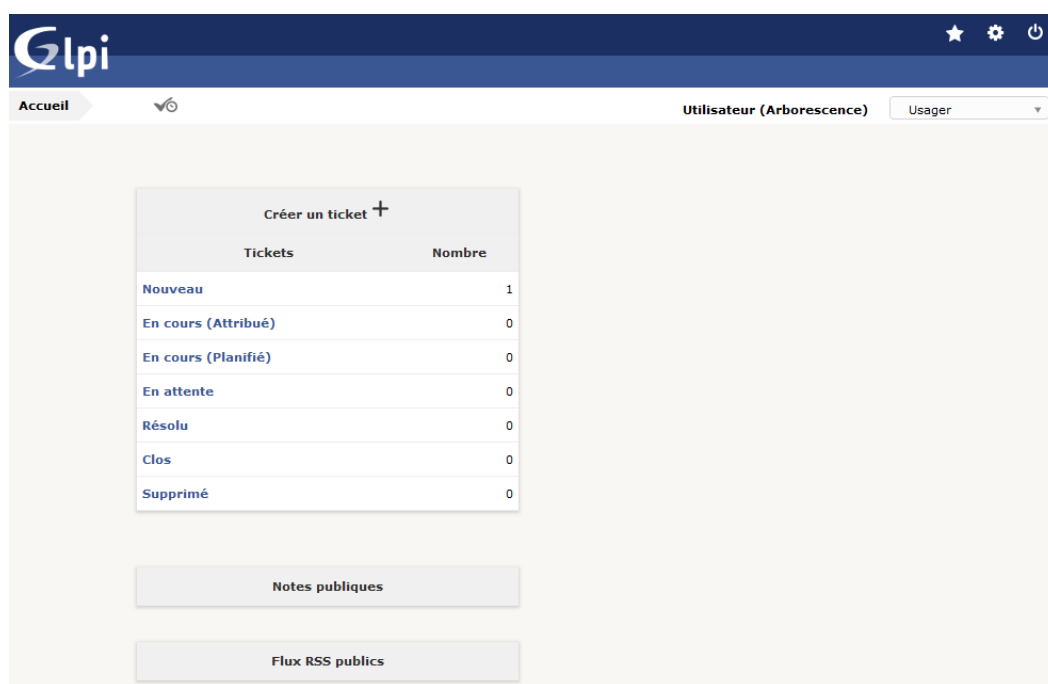 Glpi
Accueil
Utilisateur (Arborescence) Usager
Créer un ticket +
Tickets Nombre
Nouveau 1
En cours (Attribué) 0
En cours (Planifié) 0
En attente 0
Résolu 0
Clos 0
Supprimé 0
Notes publiques
Flux RSS publics